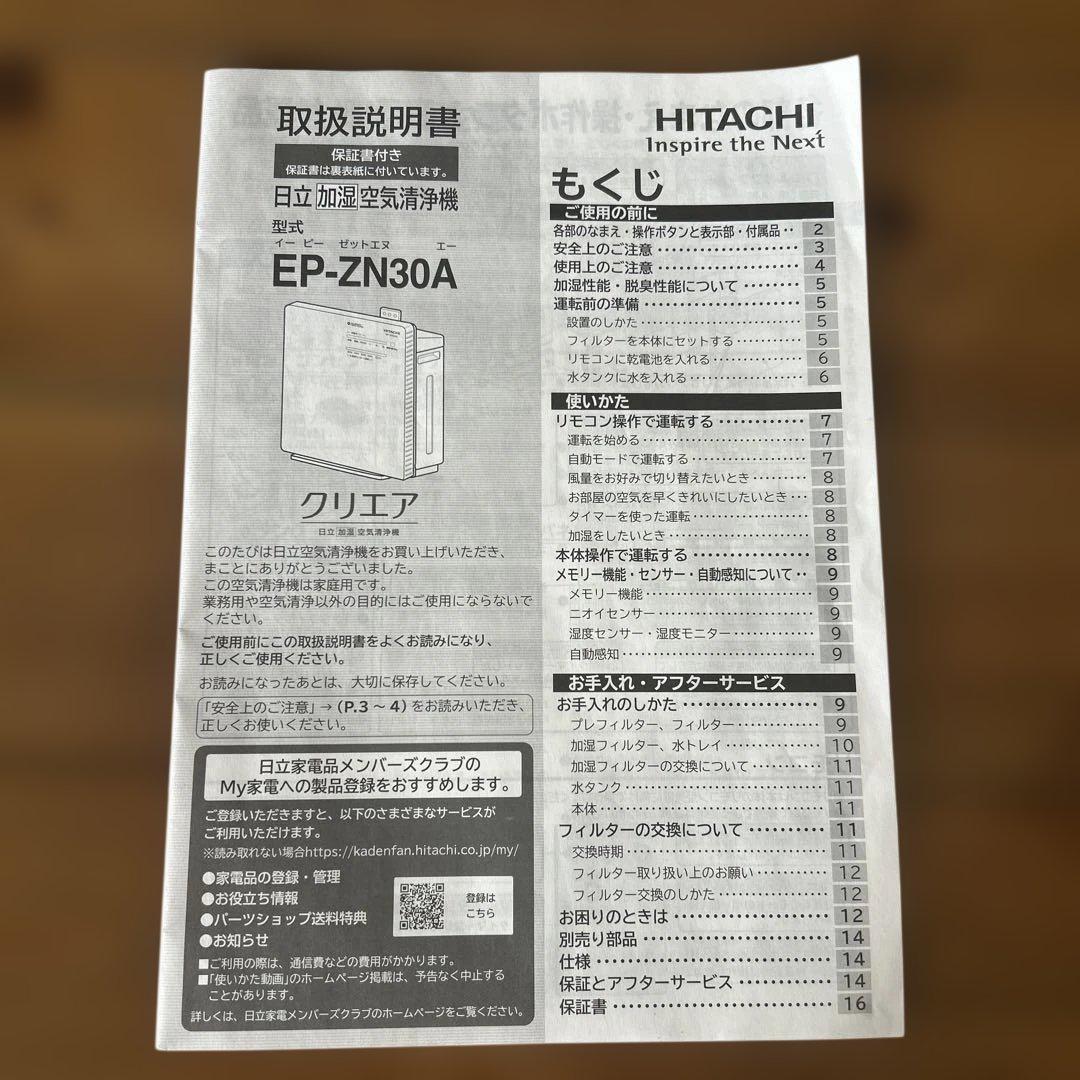 取扱説明書
保証書付き
保証書は裏表紙に付いています。
日立 加湿 空気清浄機
型式
イー ピー ゼットエヌ エー
EP-ZN30A
クリエア
日立 加湿 空気清浄機
このたびは日立空気清浄機をお買い上げいただき、
まことにありがとうございました。
この空気清浄機は家庭用です。
業務用や空気清浄以外の目的にはご使用にならないで
ください。
ご使用前にこの取扱説明書をよくお読みになり、
正しくご使用ください。
お読みになったあとは、大切に保存してください。
「安全上のご注意」→(P.3 ～ 4)をお読みいただき、
正しくお使いください。
日立家電品メンバーズクラブの
My家電への製品登録をおすすめします。
ご登録いただきますと、以下のさまざまなサービスが
ご利用いただけます。
※読み取れない場合https://kadenfan.hitachi.co.jp/my/
●家電品の登録・管理
●お役立ち情報
●パーツショップ送料特典
●お知らせ
登録は
こちら
■ご利用の際は、通信費などの費用がかかります。
■「使いかた動画」のホームページ掲載は、予告なく中止する
ことがあります。
詳しくは、日立家電メンバーズクラブのホームページをご覧ください。
HITACHI
Inspire the Next
もくじ
ご使用の前に
各部のなまえ・操作ボタンと表示部・付属品‥ 2
安全上のご注意 ‥‥‥‥‥ 3
使用上のご注意 ‥‥‥‥‥ 4
加湿性能・脱臭性能について ‥‥‥ 5
運転前の準備 ‥‥‥‥‥ 5
設置のしかた ‥‥‥‥‥ 5
フィルターを本体にセットする ‥‥‥ 5
リモコンに乾電池を入れる ‥‥‥‥ 6
水タンクに水を入れる ‥‥‥‥‥ 6
使いかた
リモコン操作で運転する ‥‥‥‥‥ 7
運転を始める ‥‥‥‥‥ 7
自動モードで運転する ‥‥‥‥‥ 7
風量をお好みで切り替えたいとき ‥‥‥ 8
お部屋の空気を早くきれいにしたいとき ‥ 8
タイマーを使った運転 ‥‥‥‥‥ 8
加湿をしたいとき ‥‥‥‥‥ 8
本体操作で運転する ‥‥‥‥‥ 8
メモリー機能・センサー・自動感知について‥ 9
メモリー機能 ‥‥‥‥‥ 9
ニオイセンサー ‥‥‥‥‥ 9
湿度センサー・湿度モニター ‥‥‥‥ 9
自動感知 ‥‥‥‥‥ 9
お手入れ・アフターサービス
お手入れのしかた ‥‥‥‥‥ 9
プレフィルター、フィルター ‥‥‥‥ 9
加湿フィルター、水トレイ ‥‥‥‥ 10
加湿フィルターの交換について ‥‥‥ 11
水タンク ‥‥‥‥‥ 11
本体 ‥‥‥‥‥ 11
フィルターの交換について ‥‥‥‥ 11
交換時期 ‥‥‥‥‥ 11
フィルター取り扱い上のお願い ‥‥‥ 12
フィルター交換のしかた ‥‥‥‥ 12
お困りのときは ‥‥‥‥‥ 12
別売り部品 ‥‥‥‥‥ 14
仕様 ‥‥‥‥‥ 14
保証とアフターサービス ‥‥‥‥ 14
保証書 ‥‥‥‥‥ 16